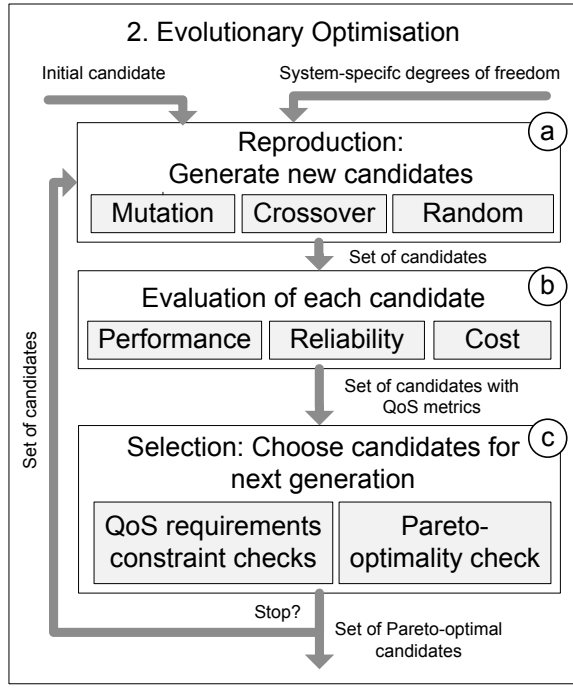 2. Evolutionary Optimisation
Initial candidate
System-specifc degrees of freedom
a
Reproduction:
Generate new candidates
Mutation
Crossover
Random
Set of candidates
b
Evaluation of each candidate
Performance
Reliability
Cost
Set of candidates with
QoS metrics
Set of candidates
c
Selection: Choose candidates for
next generation
QoS requirements
constraint checks
Pareto-
optimality check
Stop?
Set of Pareto-optimal
candidates